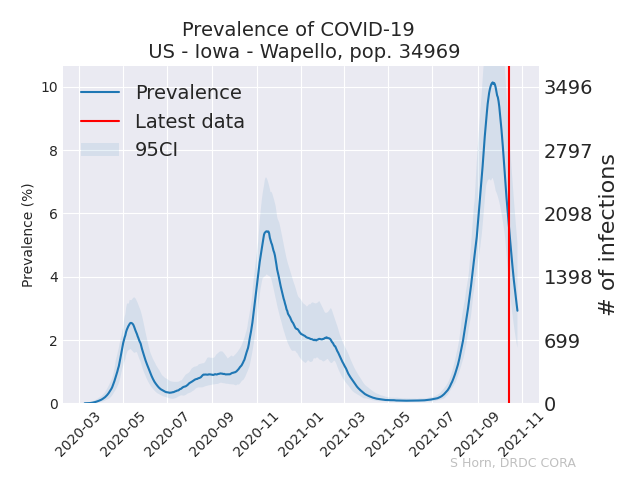 Prevalence of COVID-19
US - Iowa - Wapello, pop. 34969
Prevalence
Latest data
95CI
Prevalence (%)
10
8
6
4
2
0
3496
2797
2098
1398
699
0
# of infections
2020-03
2020-05
2020-07
2020-09
2020-11
2021-01
2021-03
2021-05
2021-07
2021-09
2021-11
S Horn, DRDC CORA